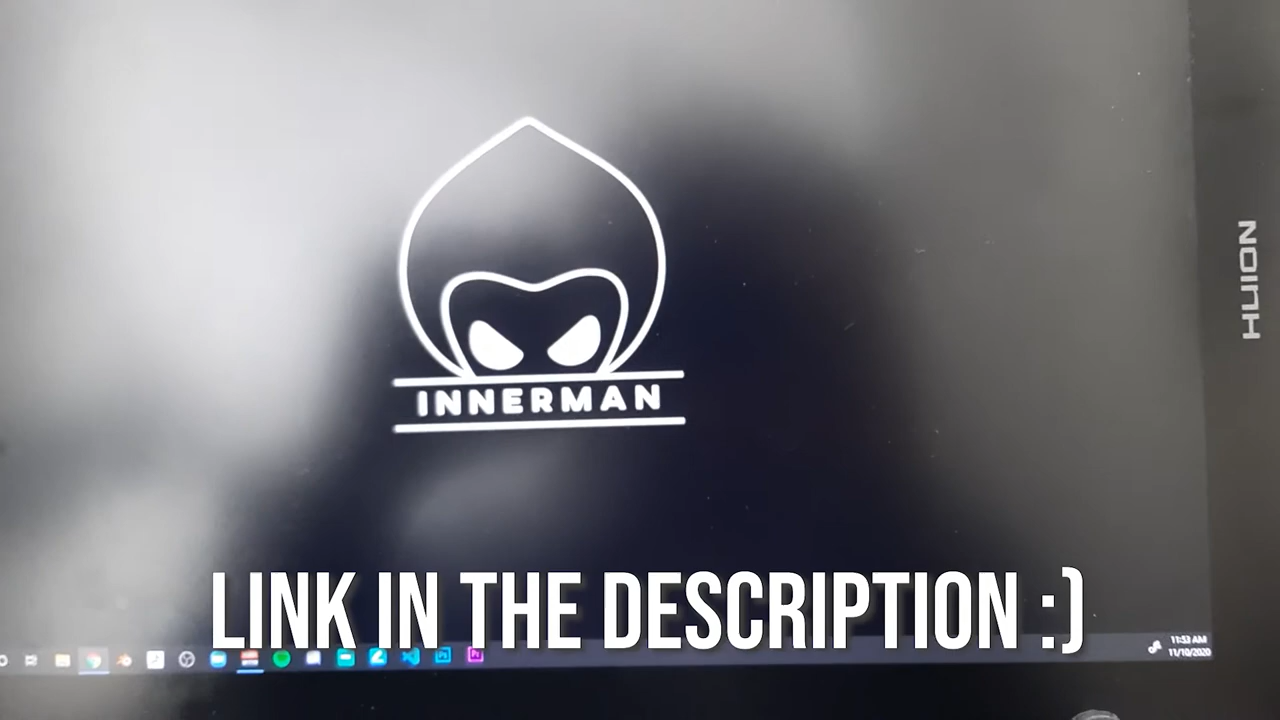 HUION
INNERMAN
LINK IN THE DESCRIPTION :)
11:53 AM
11/10/2020